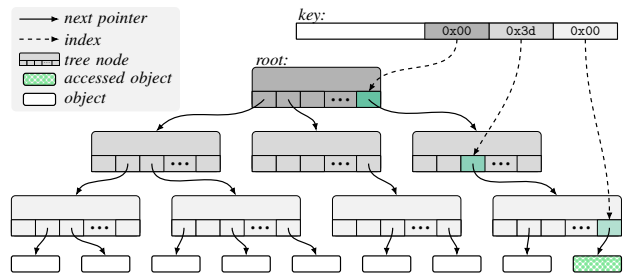 next pointer
index
tree node
accessed object
object
key:
0x00 0x3d 0x00
root:
•••
•••
•••
•••
•••
•••
•••
•••